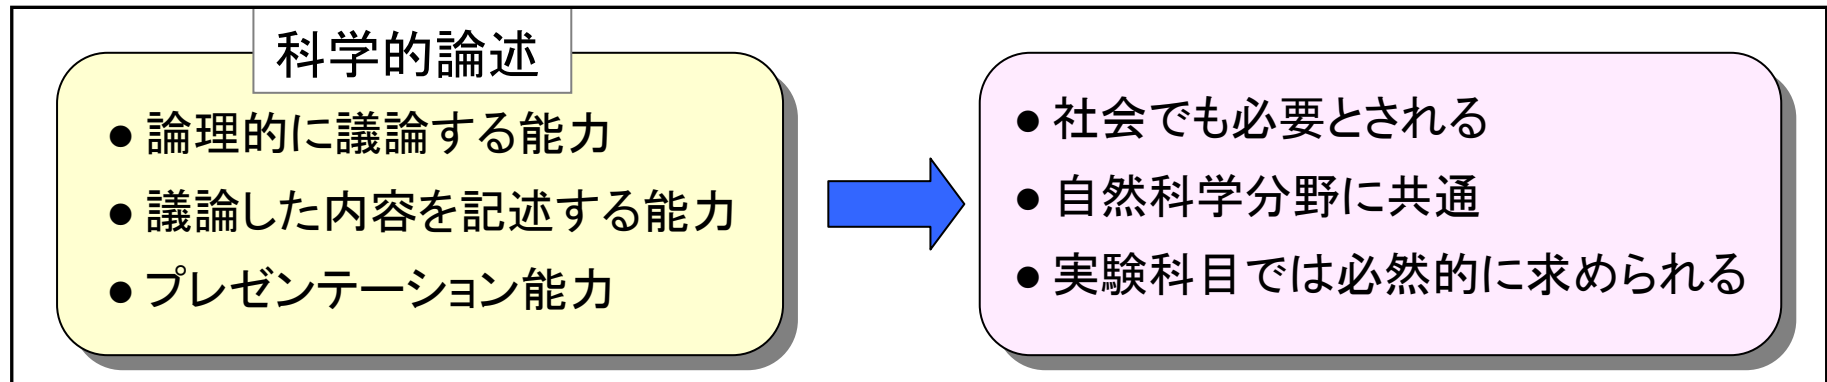 科学的論述
● 論理的に議論する能力
● 議論した内容を記述する能力
● プレゼンテーション能力
● 社会でも必要とされる
● 自然科学分野に共通
● 実験科目では必然的に求められる